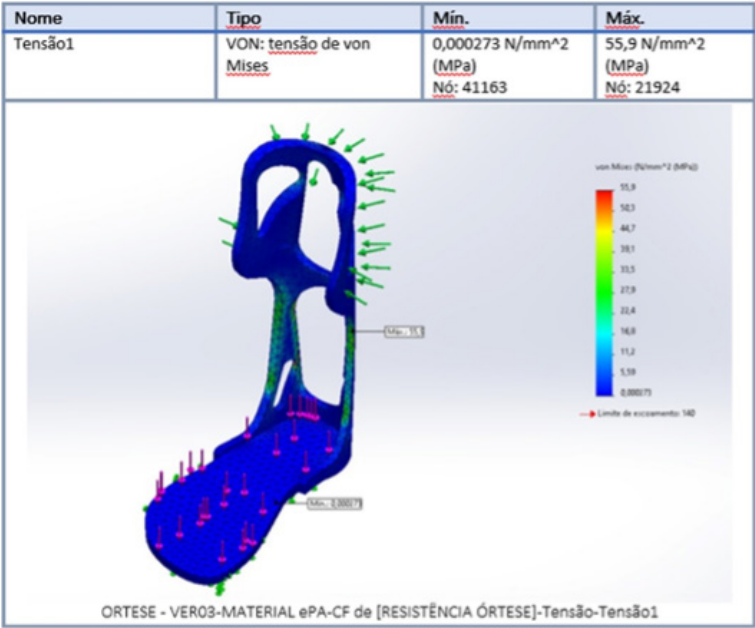 Nome Tipo Mín. Máx.
Tensão1 VON: tensão de von 0,000273 N/mm^2 55,9 N/mm^2
Mises (MPa) (MPa)
Nó: 41163 Nó: 21924
von Mises (N/mm^2 (MPa))
55,9
50,3
44,7
39,1
33,5
27,9
22,4
16,8
11,2
5,59
0,000273
Limite de escoamento: 140
Mín.: 0,000273
ORTESE - VER03-MATERIAL ePA-CF de [RESISTÊNCIA ÓRTESE]-Tensão-Tensão1